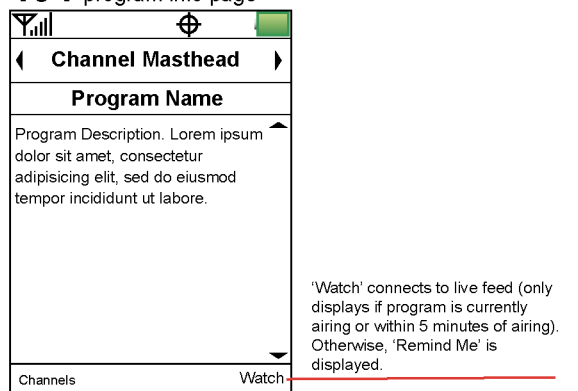 program info page
Channel Masthead
Program Name
Program Description. Lorem ipsum
dolor sit amet, consectetur
adipisicing elit, sed do eiusmod
tempor incididunt ut labore.
'Watch' connects to live feed (only
displays if program is currently
airing or within 5 minutes of airing).
Otherwise, 'Remind Me' is
displayed.
Channels Watch